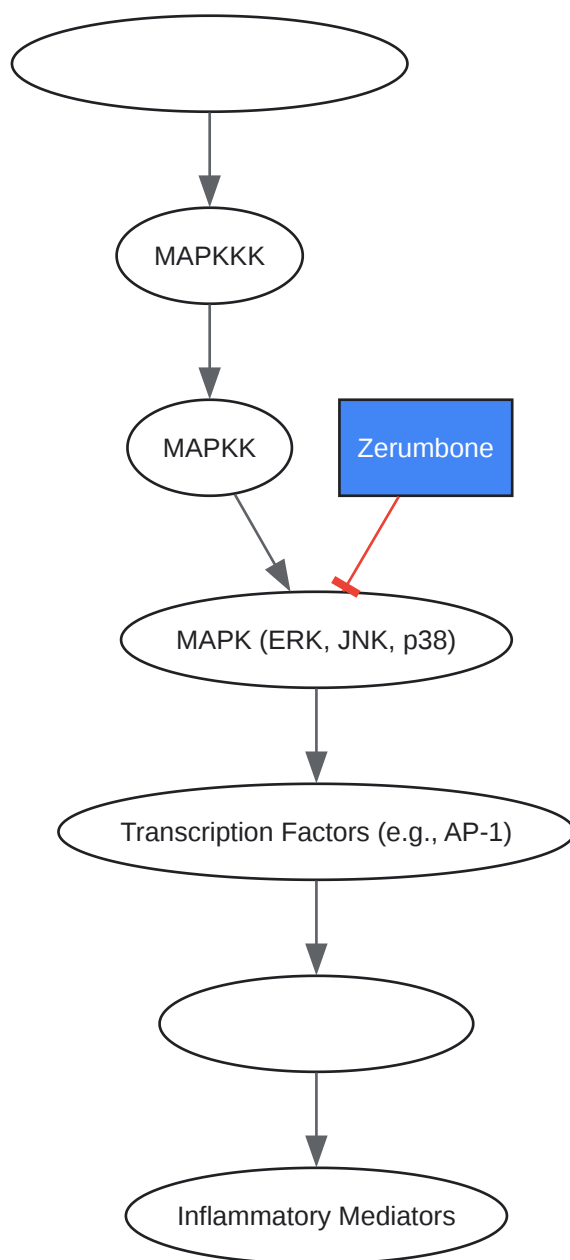 MAPKKK
MAPKK
Zerumbone
MAPK (ERK, JNK, p38)
Transcription Factors (e.g., AP-1)
Inflammatory Mediators